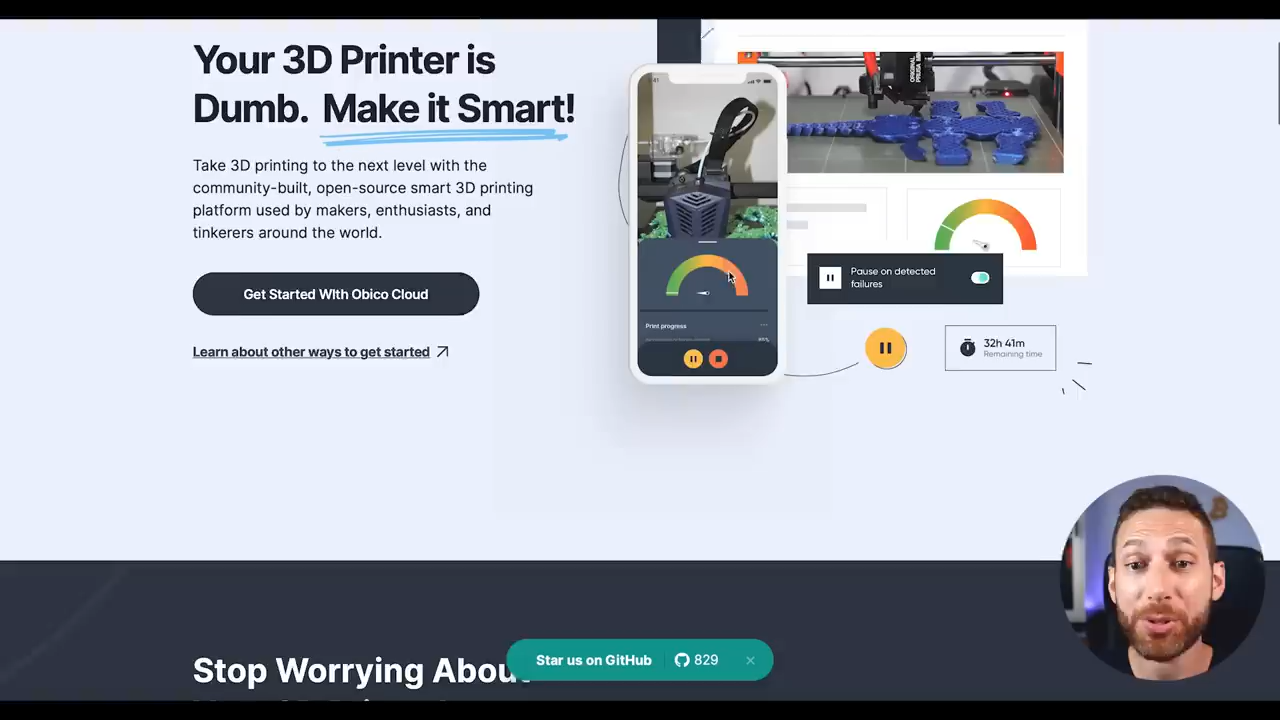 Your 3D Printer is
Dumb. Make it Smart!
Take 3D printing to the next level with the
community-built, open-source smart 3D printing
platform used by makers, enthusiasts, and
tinkerers around the world.
Get Started WIth Obico Cloud
Learn about other ways to get started
ORIGINAL
PRUSA
Print progress
Pause on detected
failures
32h 41m
Remaining time
Stop Worrying About
Star us on GitHub
829